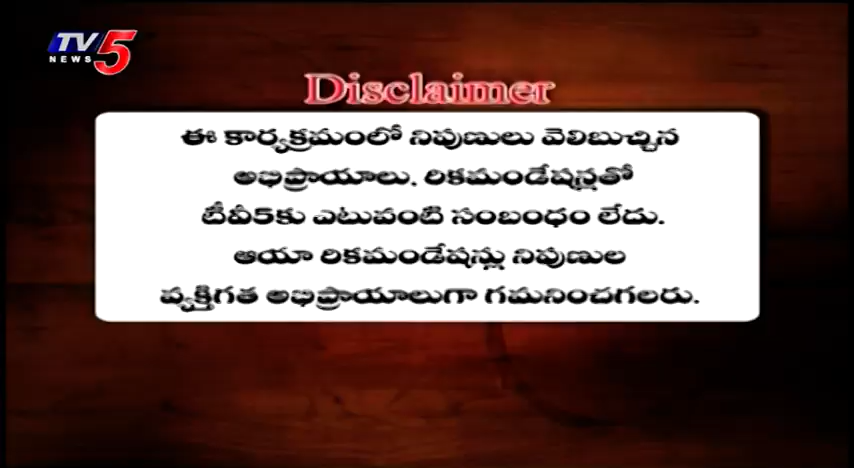 TV5
NEWS
Disclaimer
ఈ కార్యక్రమంలో నిపుణులు వెలిబుచ్చిన
అభిప్రాయాలు, రికమండేషన్లతో
టీవీ5కు ఎటువంటి సంబంధం లేదు.
ఆయా రికమండేషన్లు నిపుణుల
వ్యక్తిగత అభిప్రాయాలుగా గమనించగలరు.